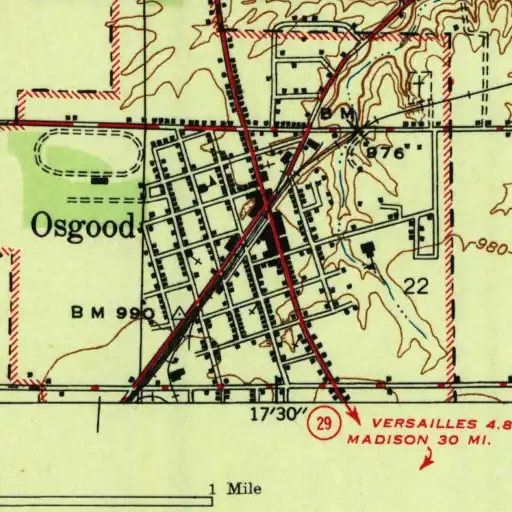 B M
976
Osgood
980
22
B M 990
17'30"
29
VERSAILLES 4.8
MADISON 30 MI.
1 Mile